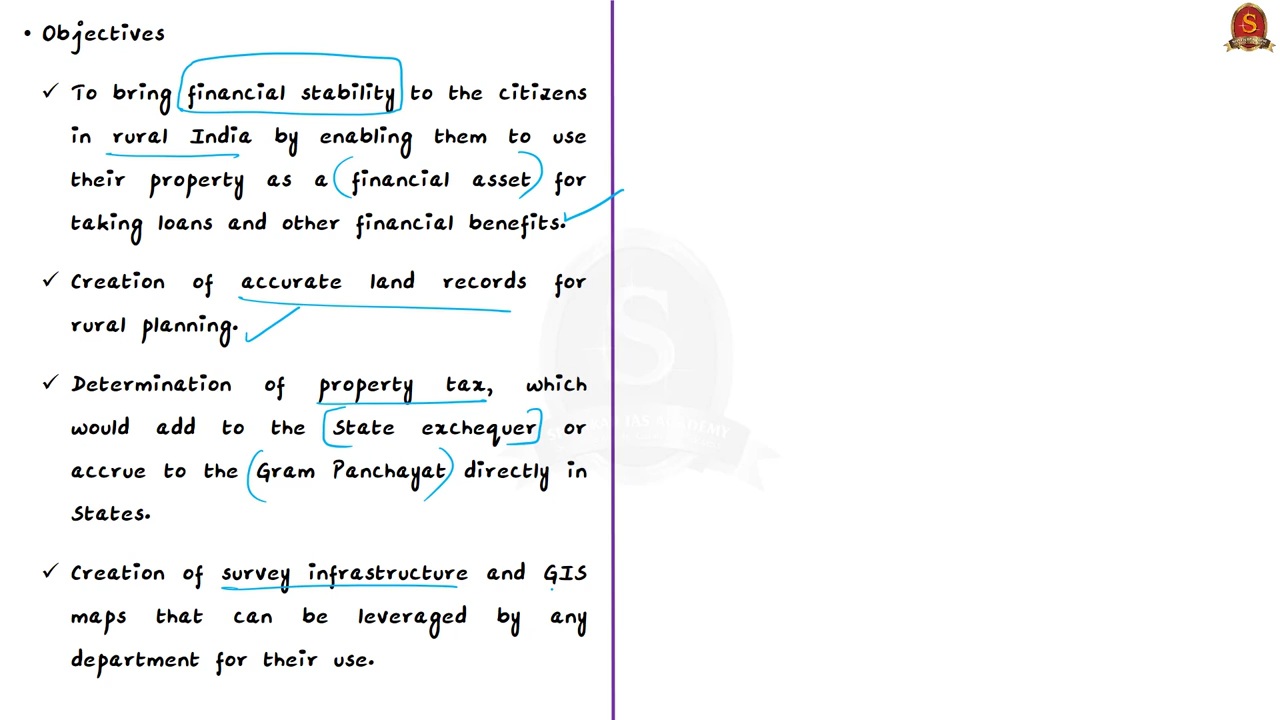 • Objectives
✓ To bring financial stability to the citizens
in rural India by enabling them to use
their property as a financial asset for
taking loans and other financial benefits.
✓ Creation of accurate land records for
rural planning.
✓ Determination of property tax, which
would add to the State exchequer or
accrue to the Gram Panchayat directly in
States.
✓ Creation of survey infrastructure and GIS
maps that can be leveraged by any
department for their use.
S
IAS ACADEMY
S